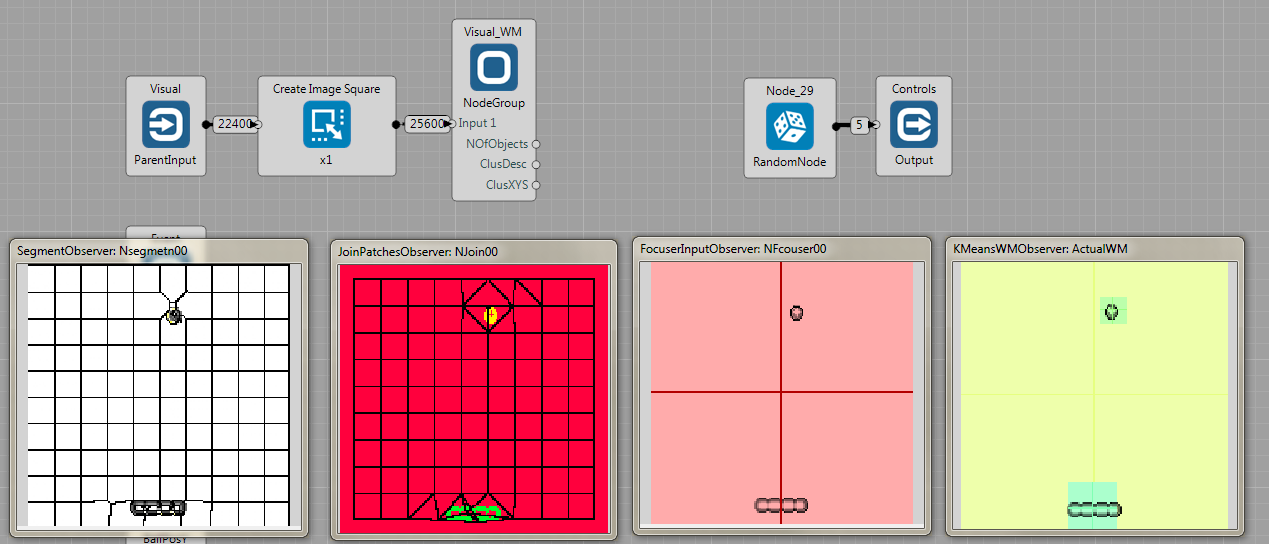 Visual
ParentInput
22400
Create Image Square
x1
25600
Visual_WM
NodeGroup
Input 1
NOfObjects
ClusDesc
ClusXYS
Node_29
RandomNode
5
Controls
Output
Event
SegmentObserver: Nsegmetn00
JoinPatchesObserver: NJoin00
FocuserInputObserver: NFcouser00
KMeansWMObserver: ActualWM
BallPosY